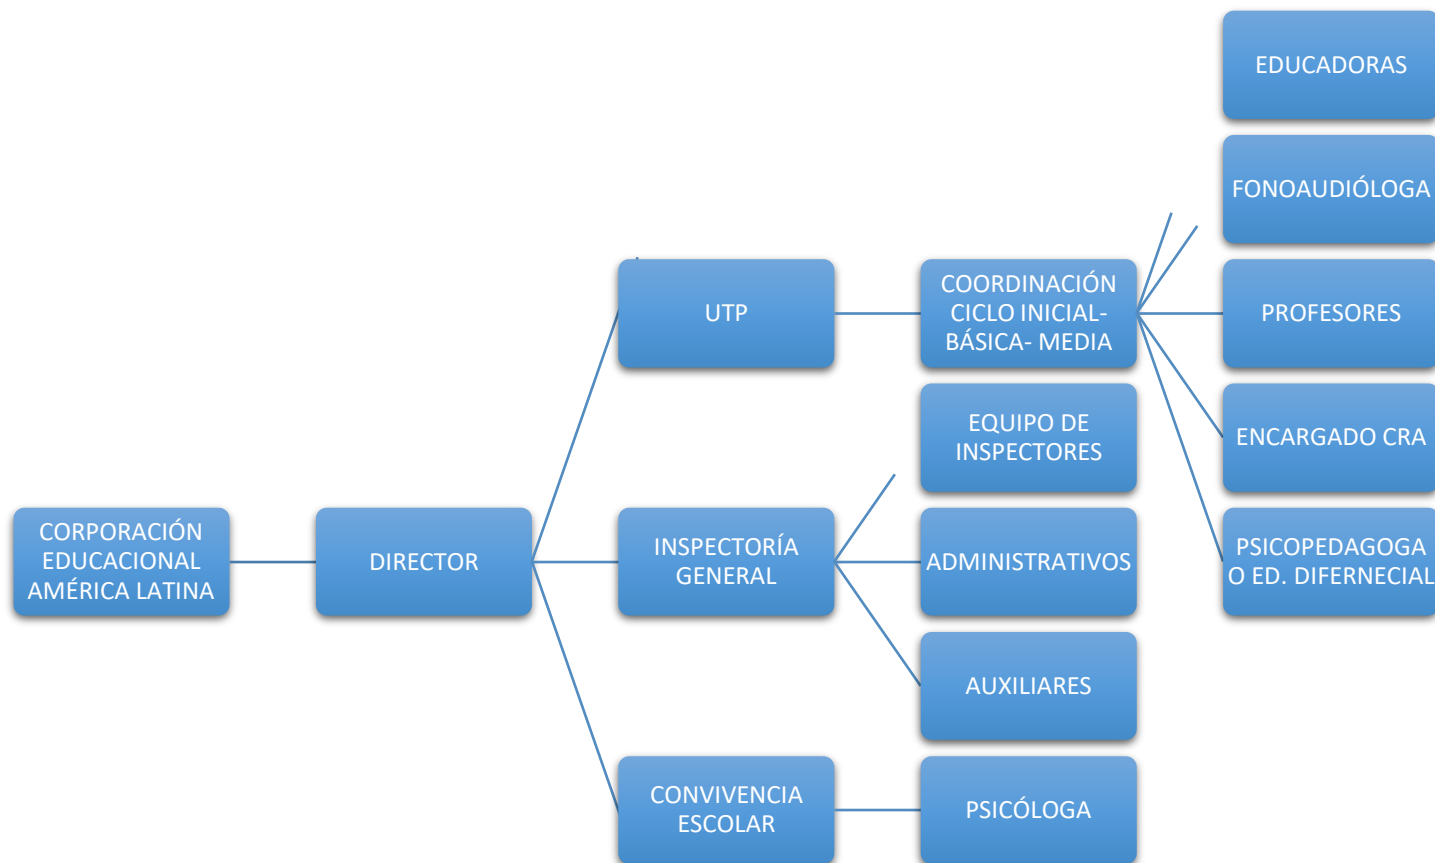 CORPORACIÓN
EDUCACIONAL
AMÉRICA LATINA
DIRECTOR
UTP
COORDINACIÓN
CICLO INICIAL-
BÁSICA- MEDIA
EDUCADORAS
FONOAUDIÓLOGA
PROFESORES
ENCARGADO CRA
PSICOPEDAGOGA
O ED. DIFERNECIAL
INSPECTORÍA
GENERAL
EQUIPO DE
INSPECTORES
ADMINISTRATIVOS
AUXILIARES
CONVIVENCIA
ESCOLAR
PSICÓLOGA